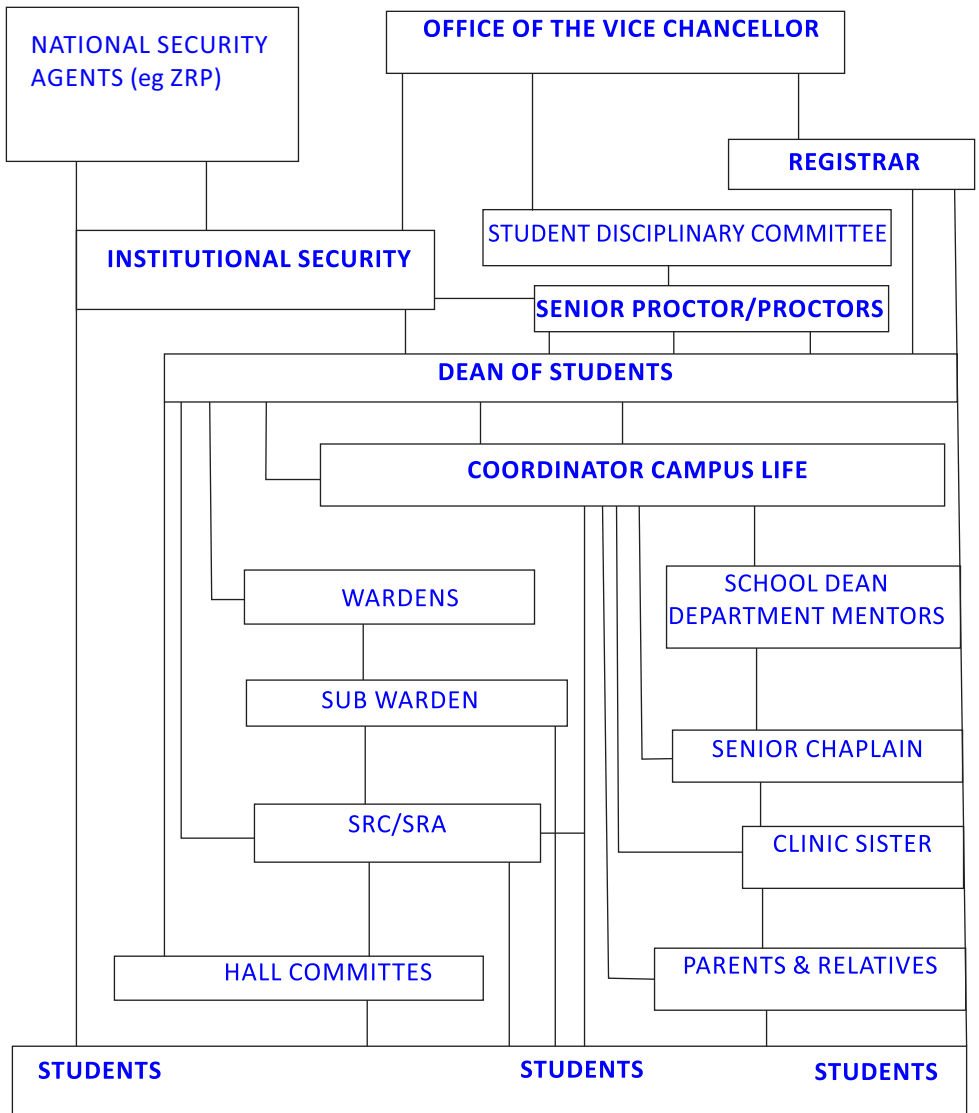 NATIONAL SECURITY
AGENTS (eg ZRP)
OFFICE OF THE VICE CHANCELLOR
REGISTRAR
STUDENT DISCIPLINARY COMMITTEE
INSTITUTIONAL SECURITY
SENIOR PROCTOR/PROCTORS
DEAN OF STUDENTS
COORDINATOR CAMPUS LIFE
WARDENS
SCHOOL DEAN
DEPARTMENT MENTORS
SUB WARDEN
SENIOR CHAPLAIN
SRC/SRA
CLINIC SISTER
HALL COMMITTES
PARENTS & RELATIVES
STUDENTS
STUDENTS
STUDENTS